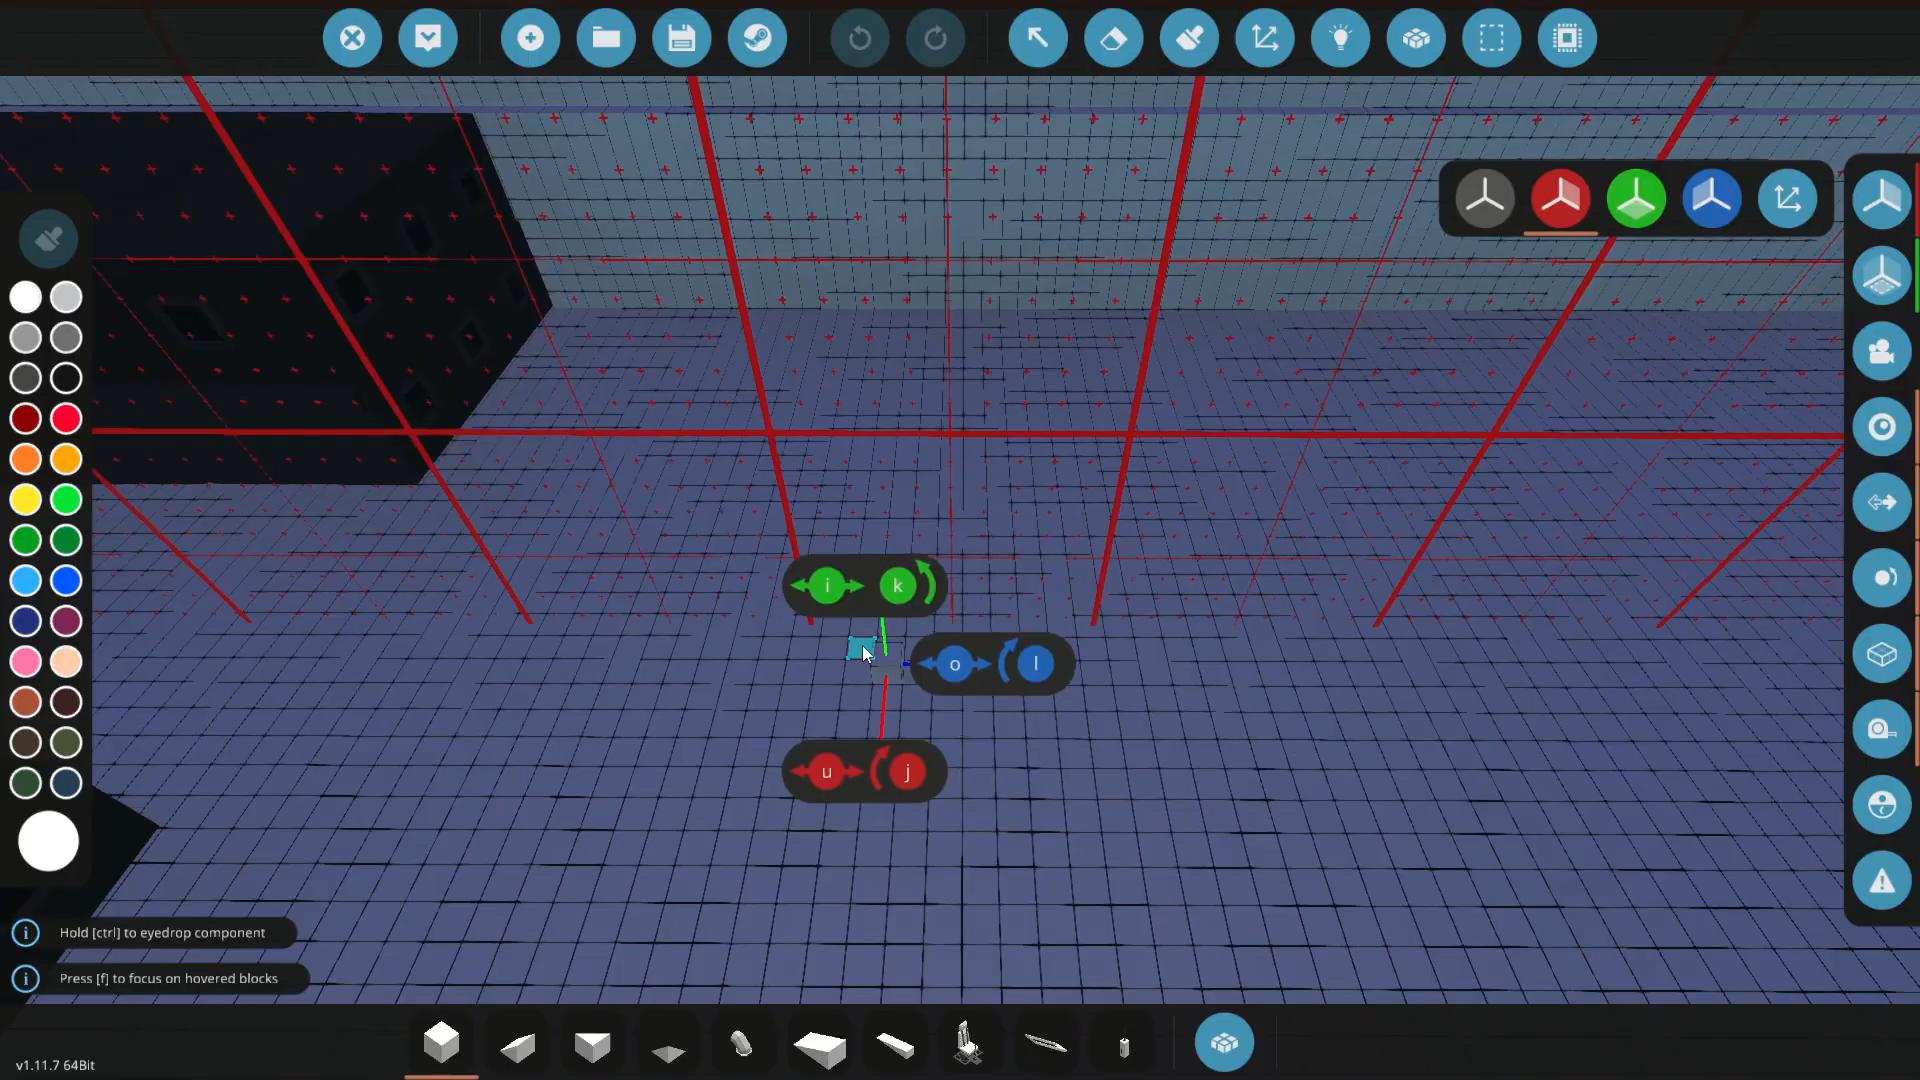 i k
o l
u j
Hold [ctrl] to eyedrop component
Press [f] to focus on hovered blocks
v1.11.7 64Bit